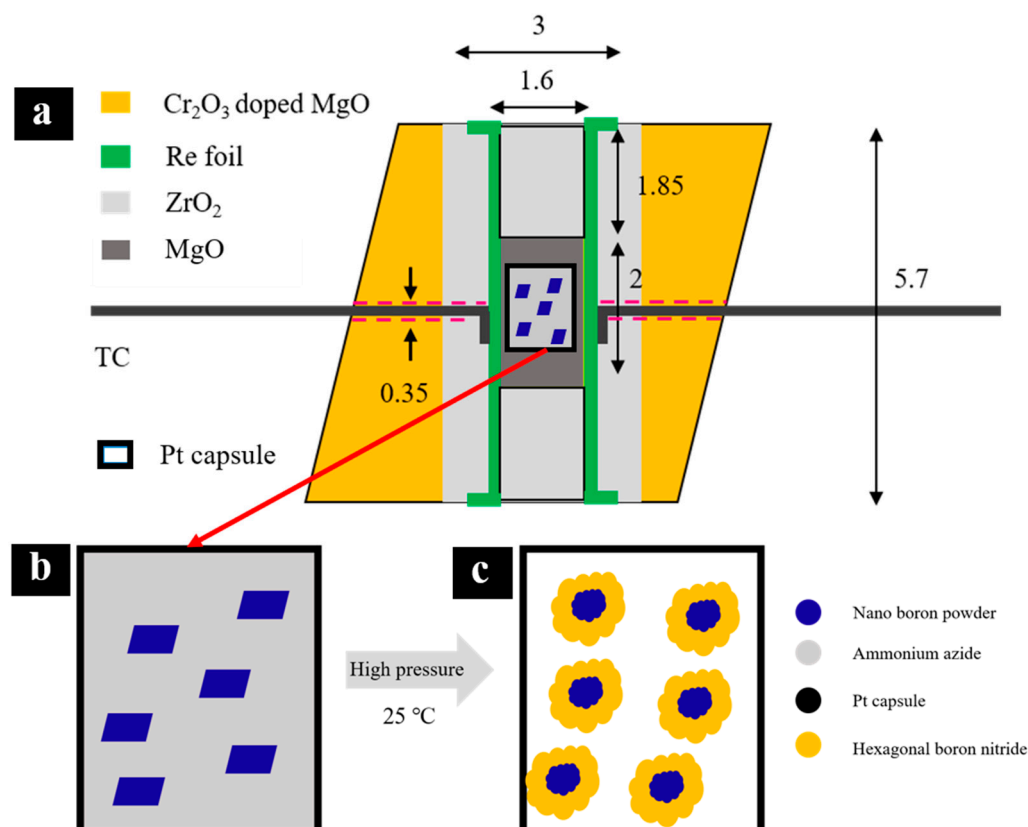 3
1.6
a
Cr₂O₃ doped MgO
Re foil
ZrO₂
MgO
1.85
2
5.7
TC
0.35
Pt capsule
b
c
High pressure
25 °C
Nano boron powder
Ammonium azide
Pt capsule
Hexagonal boron nitride